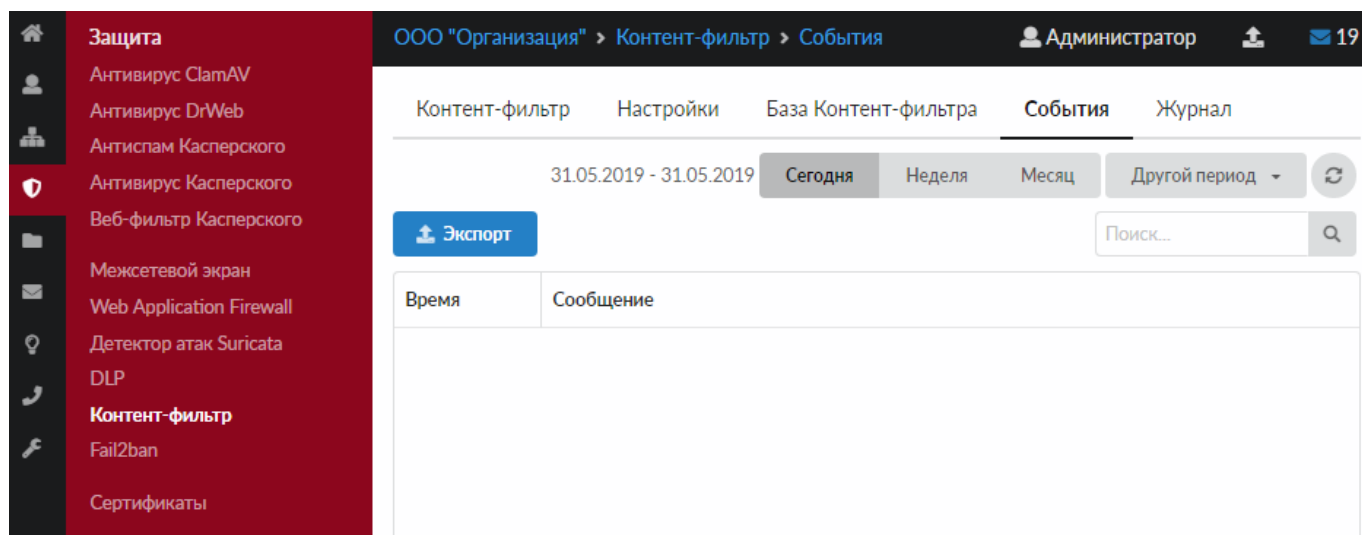 Защита
Антивирус ClamAV
Антивирус DrWeb
Антиспам Касперского
Антивирус Касперского
Веб-фильтр Касперского
Межсетевой экран
Web Application Firewall
Детектор атак Suricata
DLP
Контент-фильтр
Fail2ban
Сертификаты
ООО "Организация" > Контент-фильтр > События Администратор 19
Контент-фильтр Настройки База Контент-фильтра События Журнал
31.05.2019 - 31.05.2019 Сегодня Неделя Месяц Другой период
Экспорт Поиск...
Время Сообщение